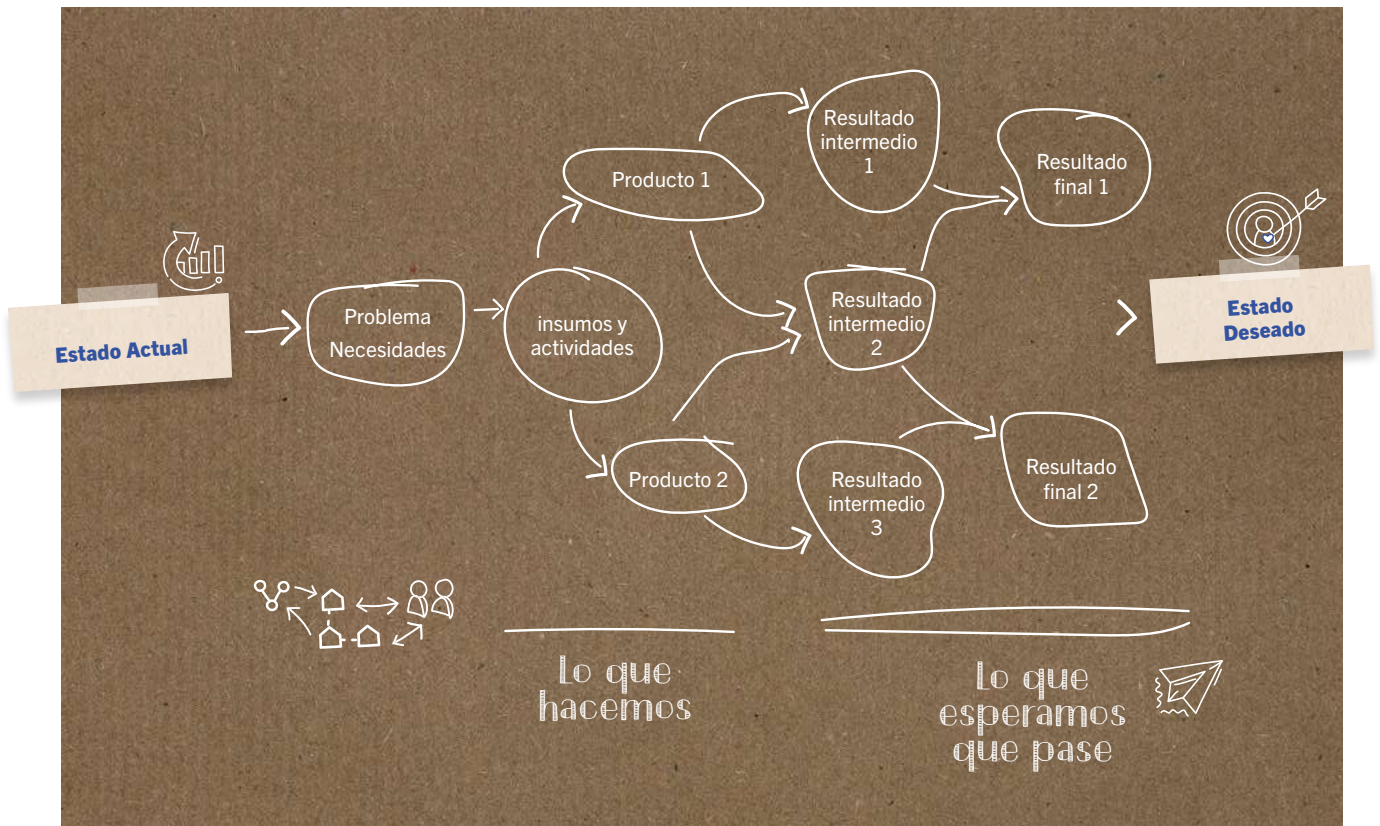 Estado Actual
Problema
Necesidades
insumos y
actividades
Producto 1
Producto 2
Resultado
intermedio
1
Resultado
intermedio
2
Resultado
intermedio
3
Resultado
final 1
Resultado
final 2
Estado
Deseado
Lo que
hacemos
Lo que
esperamos
que pase